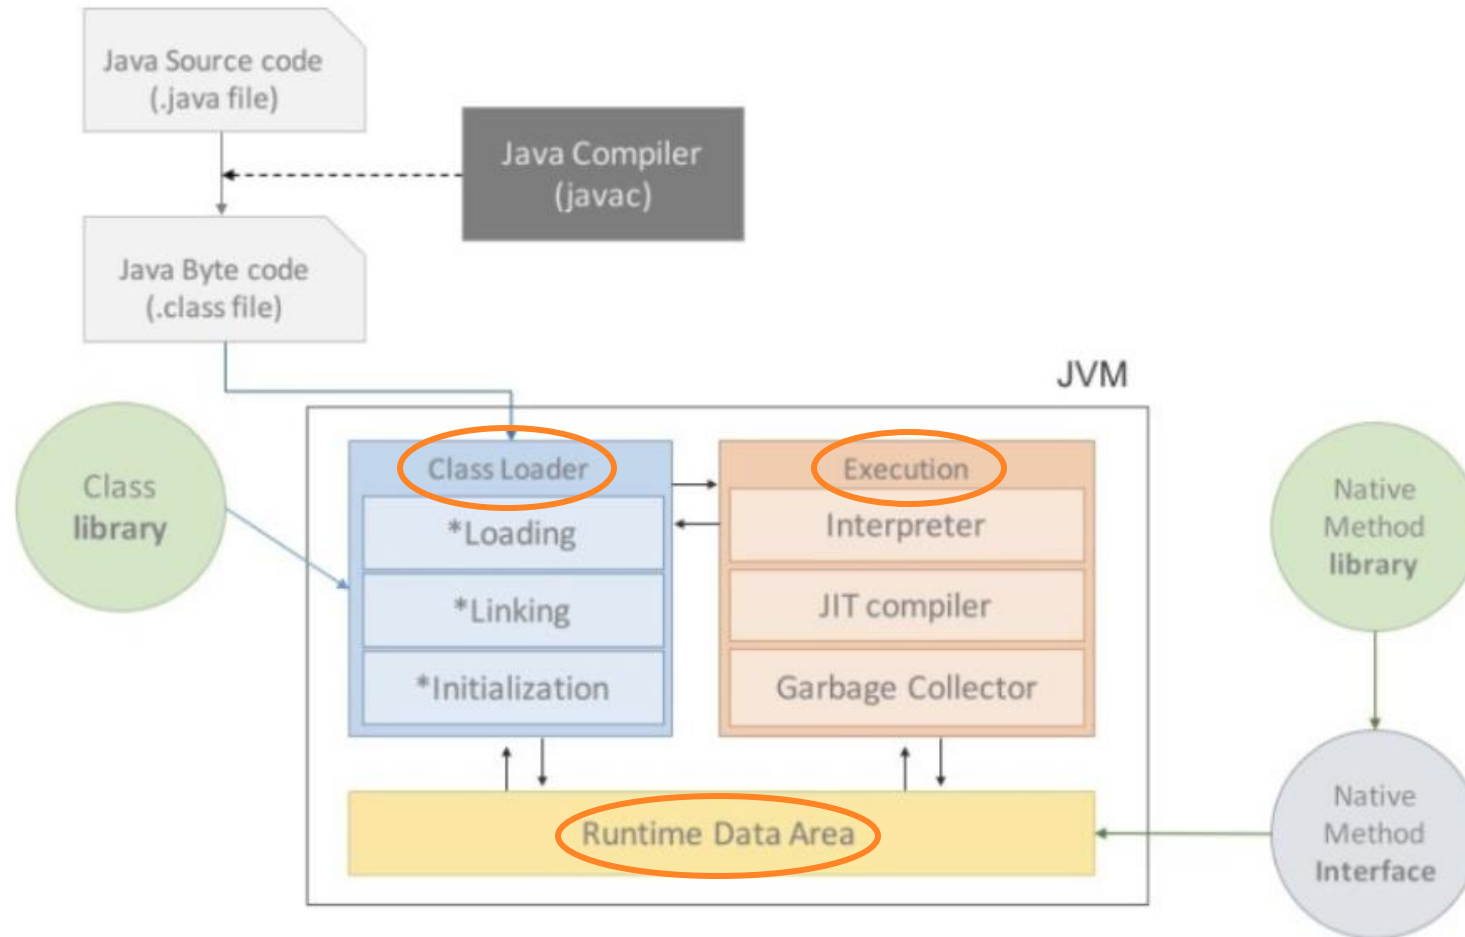 Java Source code
(.java file)
Java Compiler
(javac)
Java Byte code
(.class file)
JVM
Class
library
Class Loader
*Loading
*Linking
*Initialization
Execution
Interpreter
JIT compiler
Garbage Collector
Runtime Data Area
Native
Method
library
Native
Method
Interface